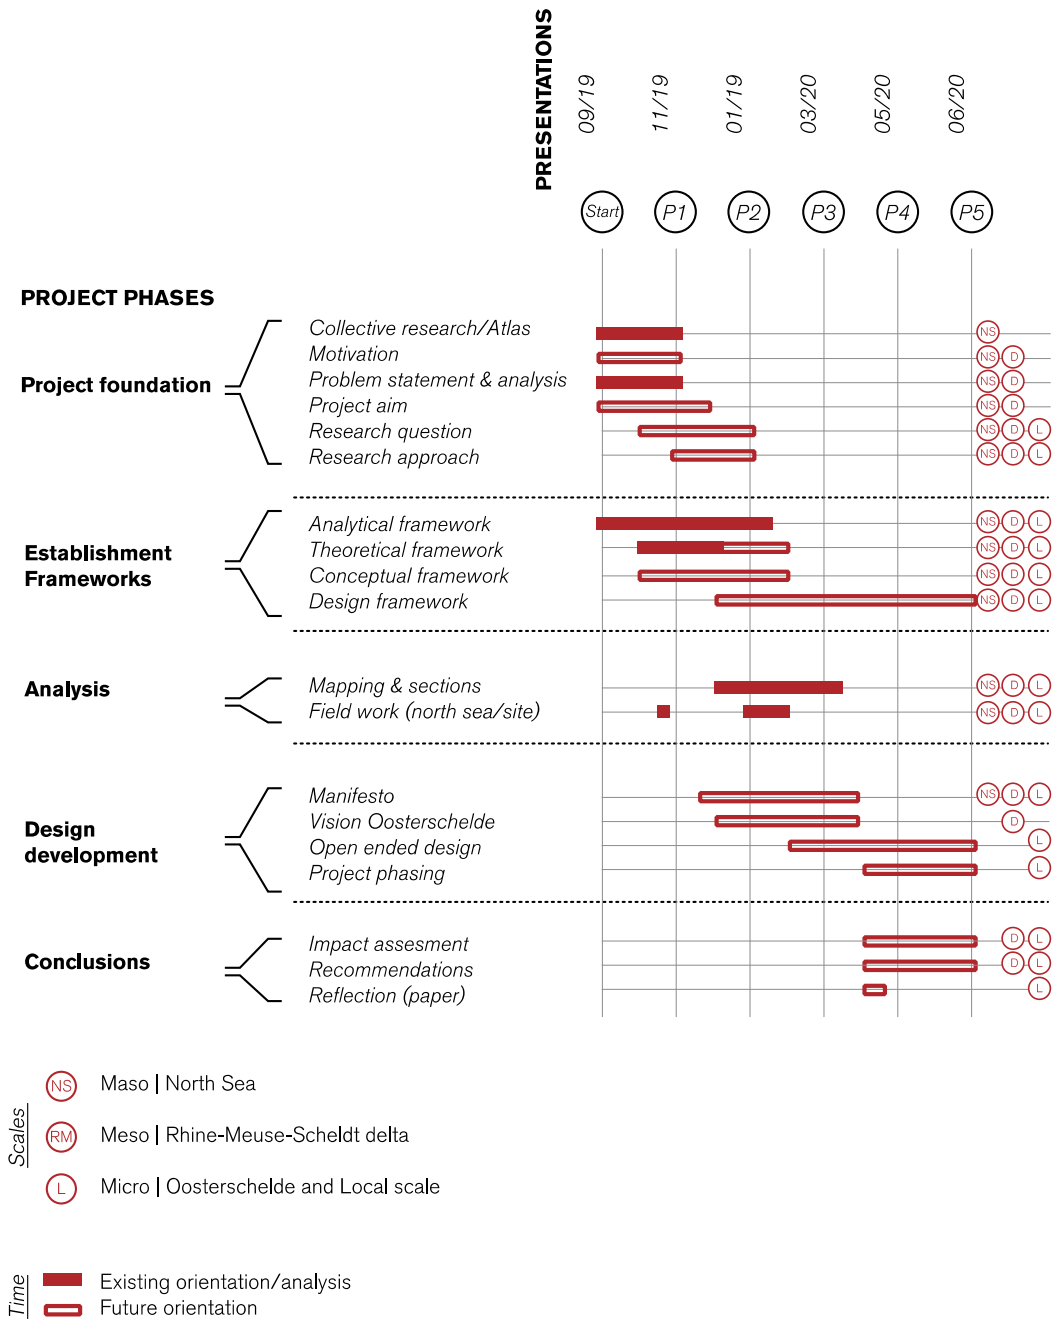 PRESENTATIONS
09/19
11/19
01/19
03/20
05/20
06/20
Start
P1
P2
P3
P4
P5
PROJECT PHASES
Project foundation
Collective research/Atlas
NS
Motivation
NS D
Problem statement & analysis
NS D
Project aim
NS D
Research question
NS D L
Research approach
NS D L
Establishment
Frameworks
Analytical framework
NS D L
Theoretical framework
NS D L
Conceptual framework
NS D L
Design framework
NS D L
Analysis
Mapping & sections
NS D L
Field work (north sea/site)
NS D L
Design
development
Manifesto
NS D L
Vision Oosterschelde
D
Open ended design
L
Project phasing
L
Conclusions
Impact assesment
D L
Recommendations
D L
Reflection (paper)
L
Scales
NS Maso | North Sea
RM Meso | Rhine-Meuse-Scheldt delta
L Micro | Oosterschelde and Local scale
Time
Existing orientation/analysis
Future orientation